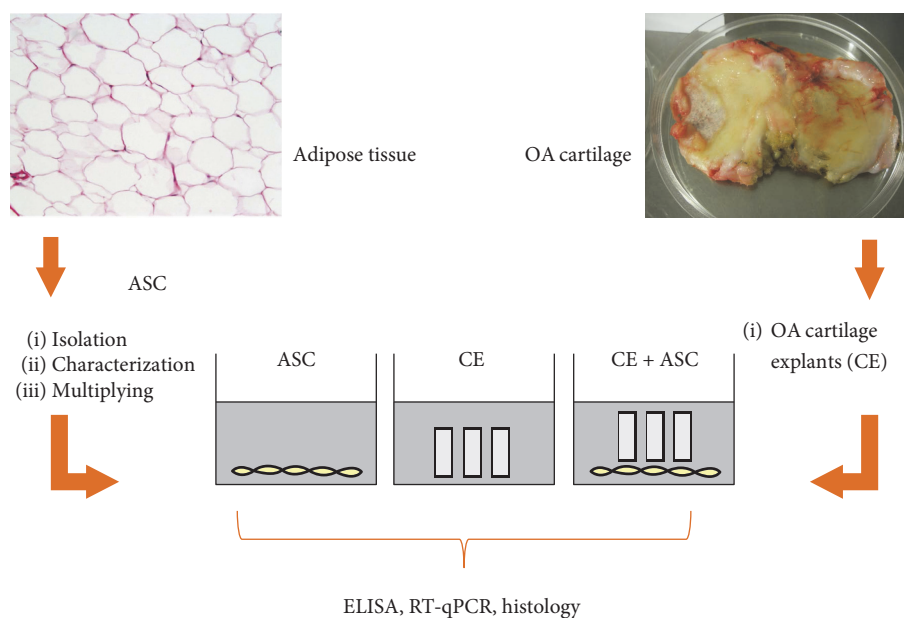 Adipose tissue
OA cartilage
ASC
(i) Isolation
(ii) Characterization
(iii) Multiplying
ASC
CE
CE + ASC
(i) OA cartilage
explants (CE)
ELISA, RT-qPCR, histology